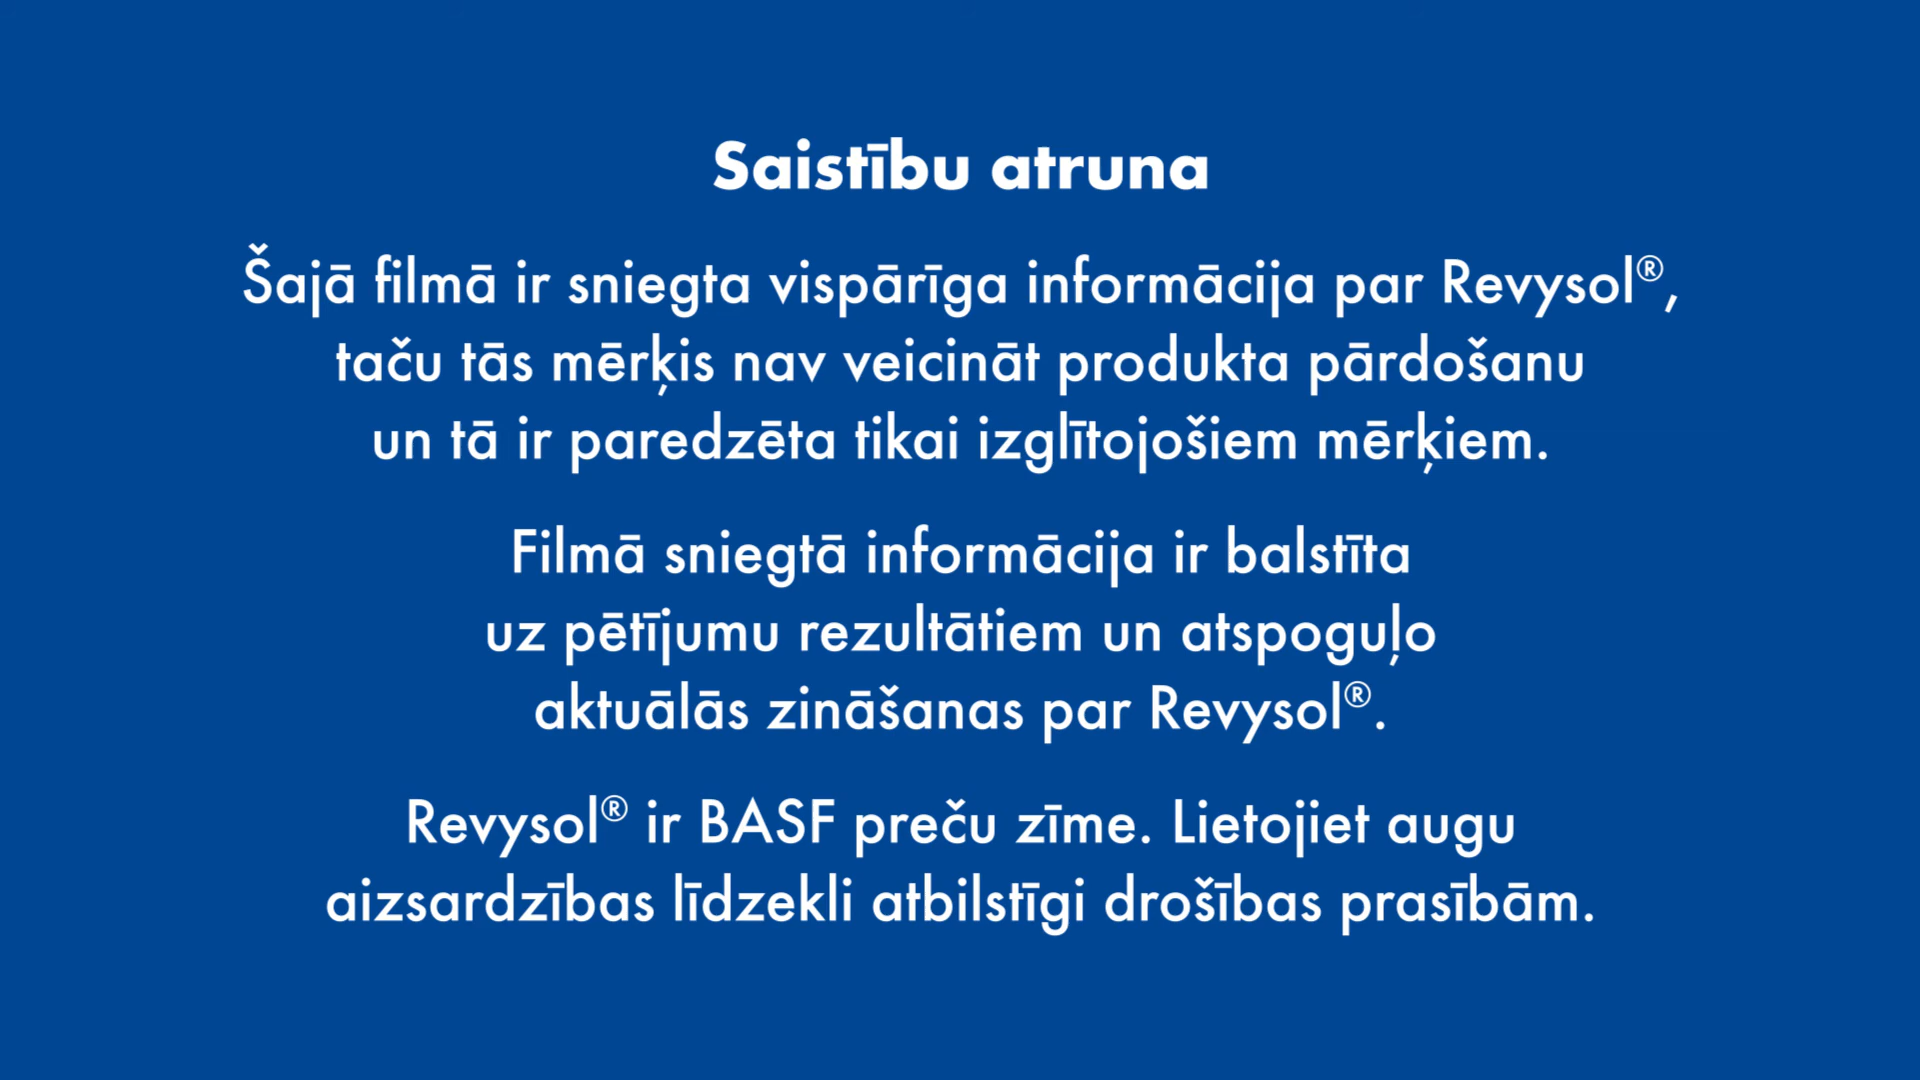 Saistību atruna
Šajā filmā ir sniegta vispārīga informācija par Revysol®,
taču tās mērķis nav veicināt produkta pārdošanu
un tā ir paredzēta tikai izglītojošiem mērķiem.
Filmā sniegtā informācija ir balstīta
uz pētījumu rezultātiem un atspoguļo
aktuālās zināšanas par Revysol®.
Revysol® ir BASF preču zīme. Lietojiet augu
aizsardzības līdzekli atbilstīgi drošības prasībām.